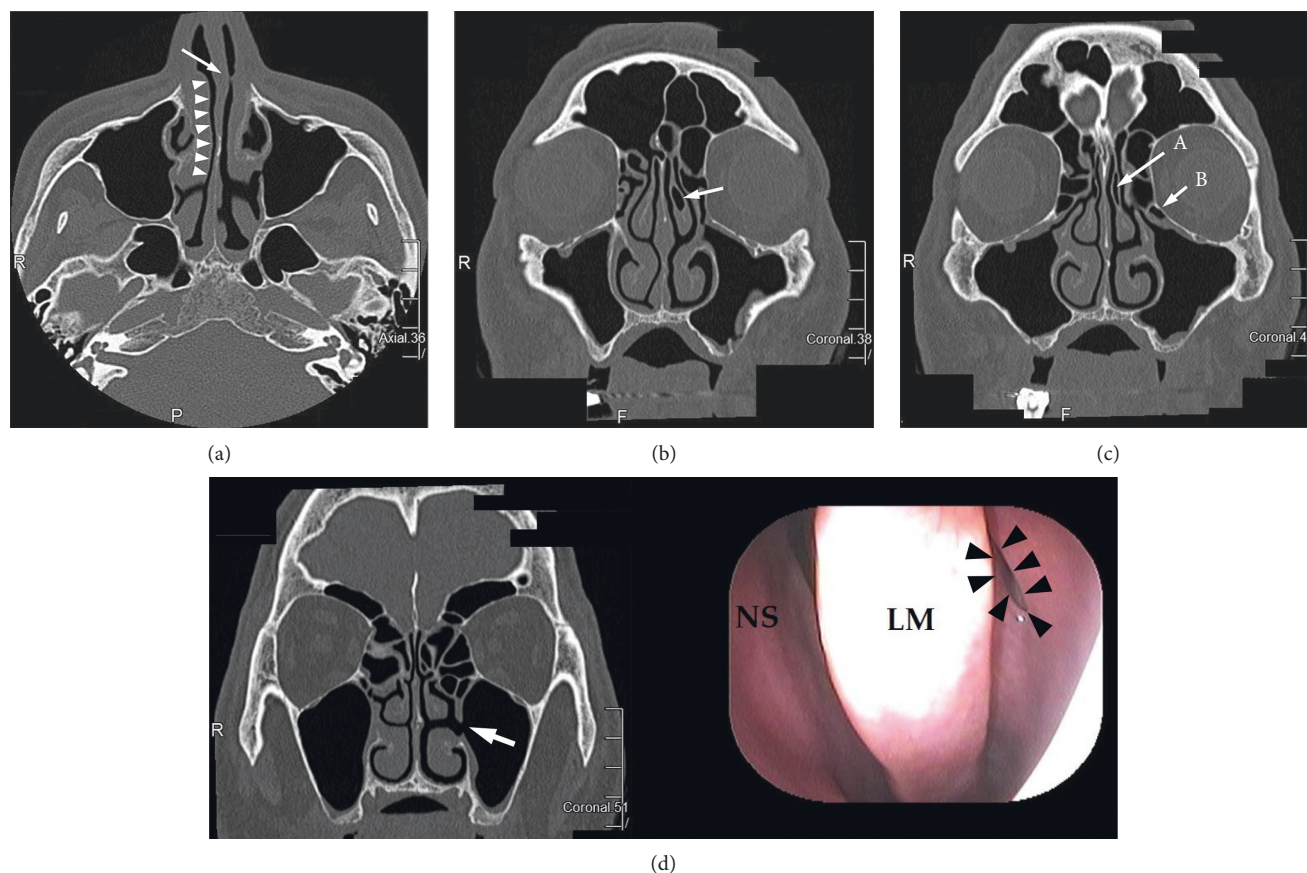 R
Axial.36
P
(a)
R
Coronal.38
F
(b)
A
B
R
Coronal.4
F
(c)
R
Coronal.51
NS
LM
(d)